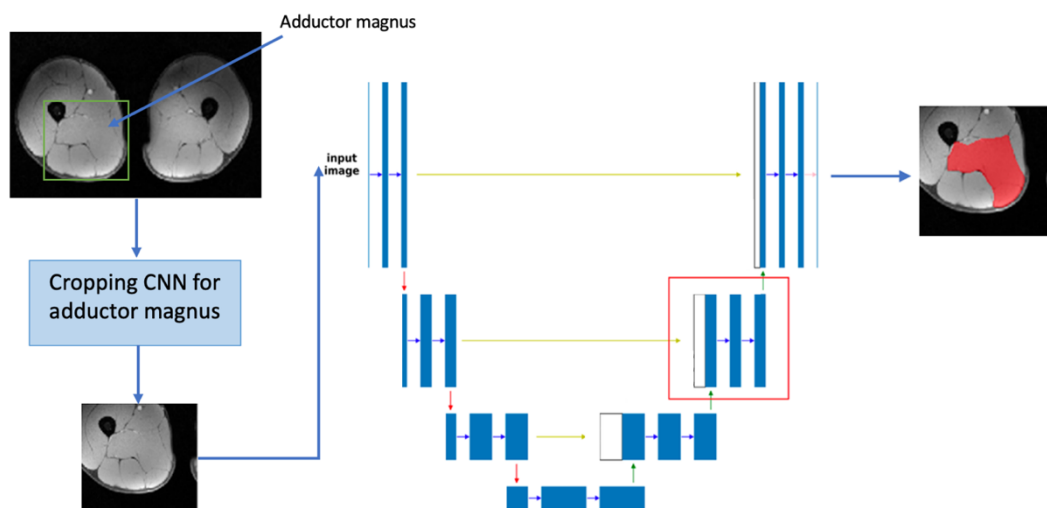 Adductor magnus
input
image
Cropping CNN for
adductor magnus